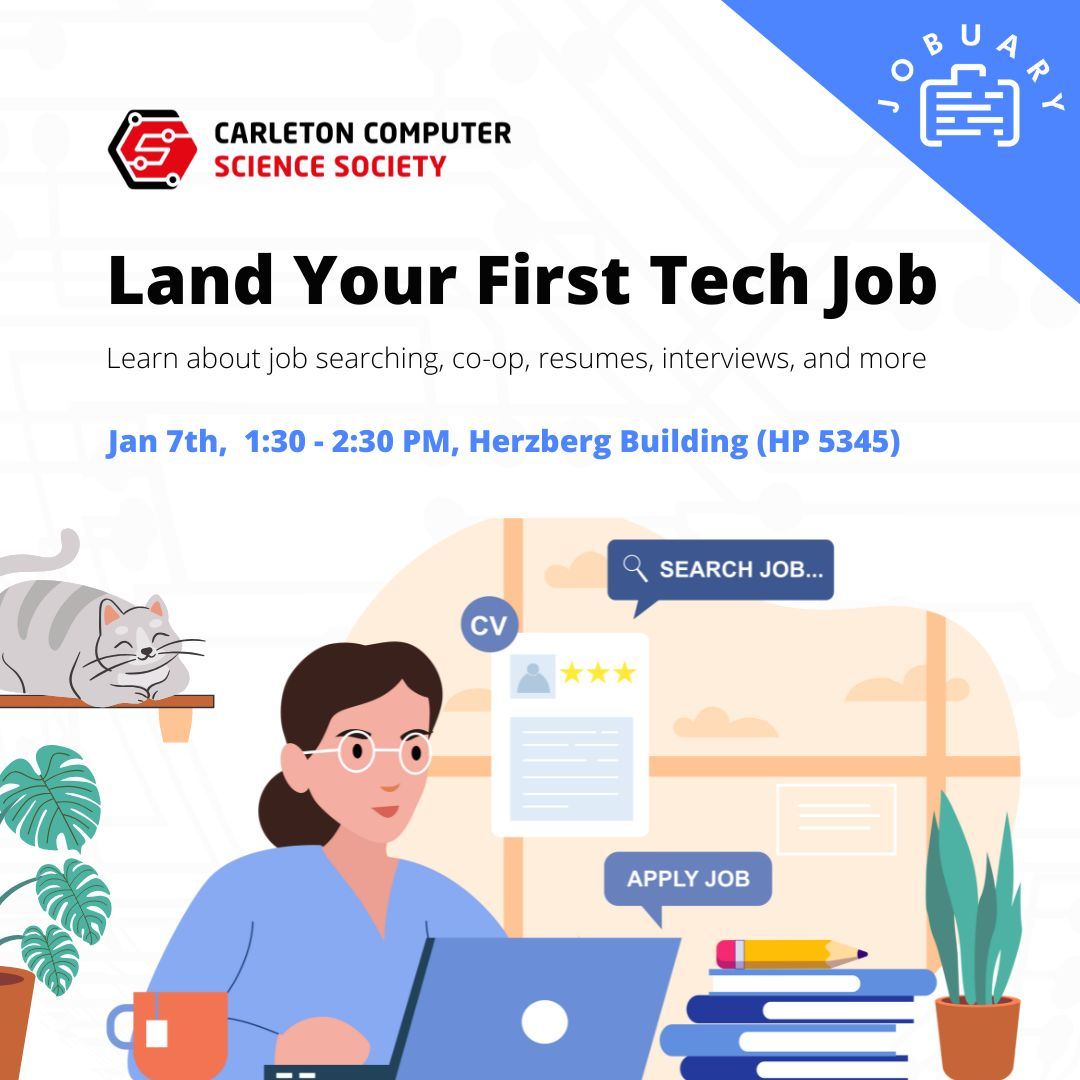 JOBUARY
CARLETON COMPUTER
SCIENCE SOCIETY
Land Your First Tech Job
Learn about job searching, co-op, resumes, interviews, and more
Jan 7th,  1:30 - 2:30 PM, Herzberg Building (HP 5345)
SEARCH JOB...
CV
APPLY JOB